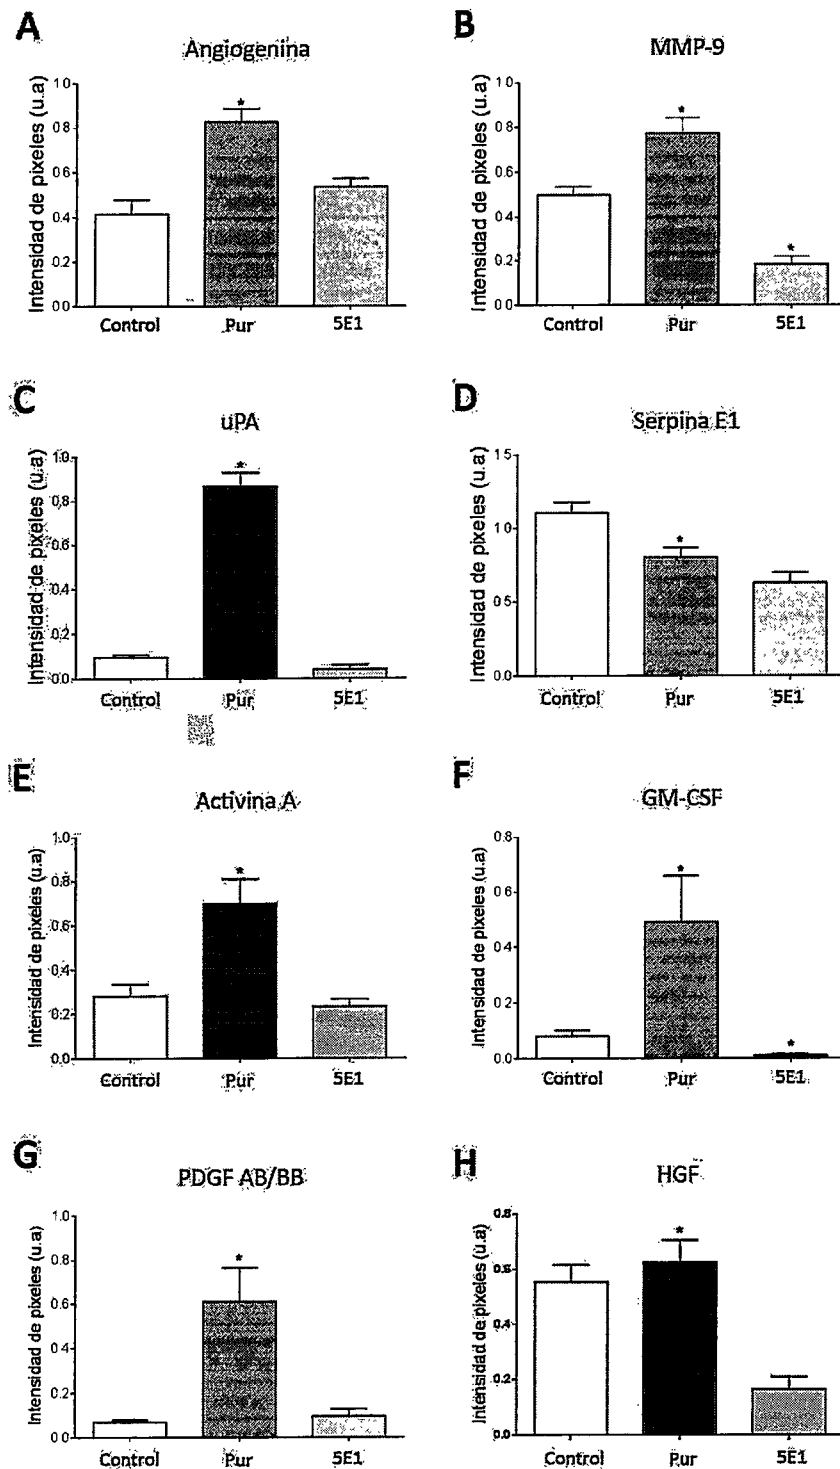 A
Angiogenina
Intensidad de pixeles (u.a)
1.0
0.8
0.6
0.4
0.2
0.0
*
Control
Pur
5E1
B
MMP-9
Intensidad de pixeles (u.a)
1.0
0.8
0.6
0.4
0.2
0.0
*
*
Control
Pur
5E1
C
uPA
Intensidad de pixeles (u.a)
1.0
0.8
0.6
0.4
0.2
0.0
*
Control
Pur
5E1
D
Serpina E1
Intensidad de pixeles (u.a)
1.5
1.0
0.5
0.0
*
Control
Pur
5E1
E
Activina A
Intensidad de pixeles (u.a)
1.0
0.8
0.6
0.4
0.2
0.0
*
Control
Pur
5E1
F
GM-CSF
Intensidad de pixeles (u.a)
0.8
0.6
0.4
0.2
0.0
*
*
Control
Pur
5E1
G
PDGF AB/BB
Intensidad de pixeles (u.a)
1.0
0.8
0.6
0.4
0.2
0.0
*
Control
Pur
5E1
H
HGF
Intensidad de pixeles (u.a)
0.8
0.6
0.4
0.2
0.0
*
Control
Pur
5E1